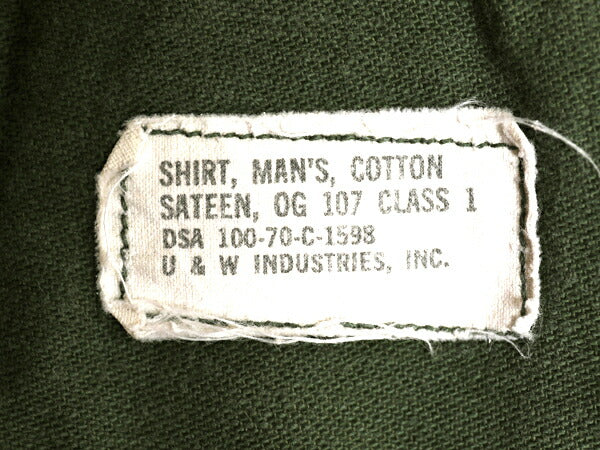 SHIRT, MAN'S, COTTON
SATEEN, OG 107 CLASS 1
DSA 100-70-C-1598
U & W INDUSTRIES, INC.